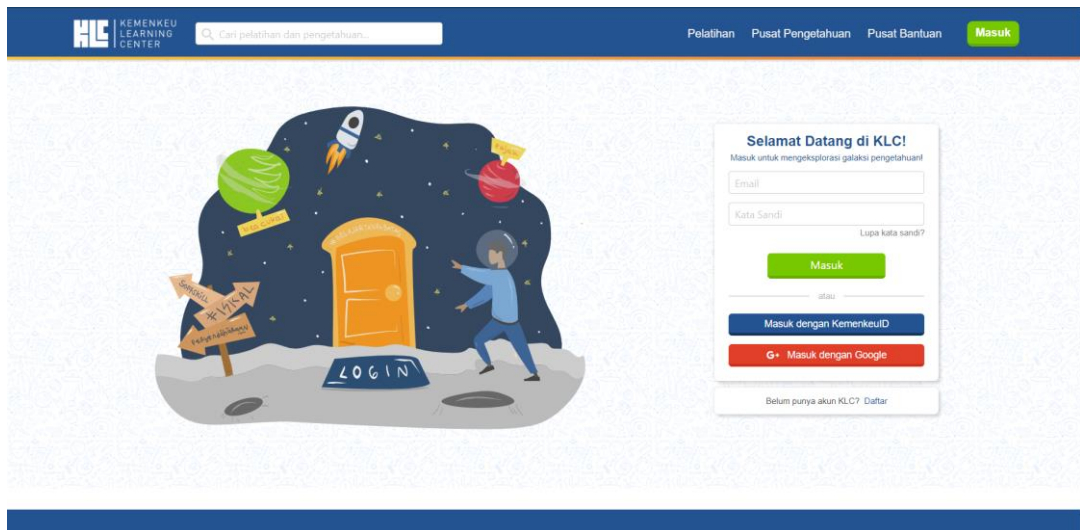 KLC
KEMENKEU
LEARNING
CENTER
Cari pelatihan dan pengetahuan...
Pelatihan
Pusat Pengetahuan
Pusat Bantuan
Masuk
LOGIN
Selamat Datang di KLC!
Masuk untuk mengeksplorasi galaksi pengetahuan!
Email
Kata Sandi
Lupa kata sandi?
Masuk
atau
Masuk dengan KemenkeuID
G+ Masuk dengan Google
Belum punya akun KLC? Daftar